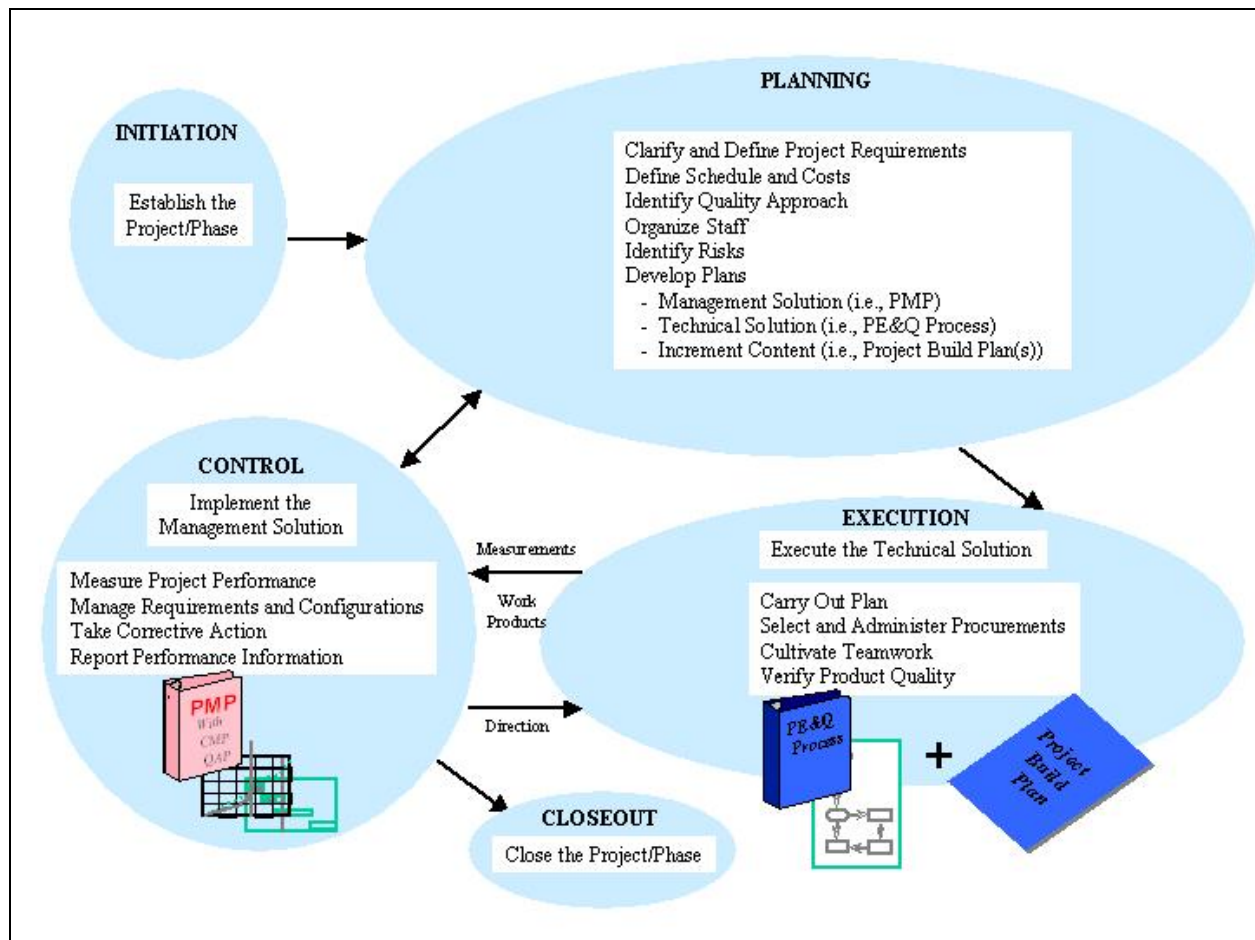 INITIATION
Establish the
Project/Phase
PLANNING
Clarify and Define Project Requirements
Define Schedule and Costs
Identify Quality Approach
Organize Staff
Identify Risks
Develop Plans
- Management Solution (i.e., PMP)
- Technical Solution (i.e., PE&Q Process)
- Increment Content (i.e., Project Build Plan(s))
CONTROL
Implement the
Management Solution
Measure Project Performance
Manage Requirements and Configurations
Take Corrective Action
Report Performance Information
PMP
With
CMP
QAP
Measurements
Work
Products
Direction
EXECUTION
Execute the Technical Solution
Carry Out Plan
Select and Administer Procurements
Cultivate Teamwork
Verify Product Quality
PE&Q
Process
+
Project
Build
Plan
CLOSEOUT
Close the Project/Phase